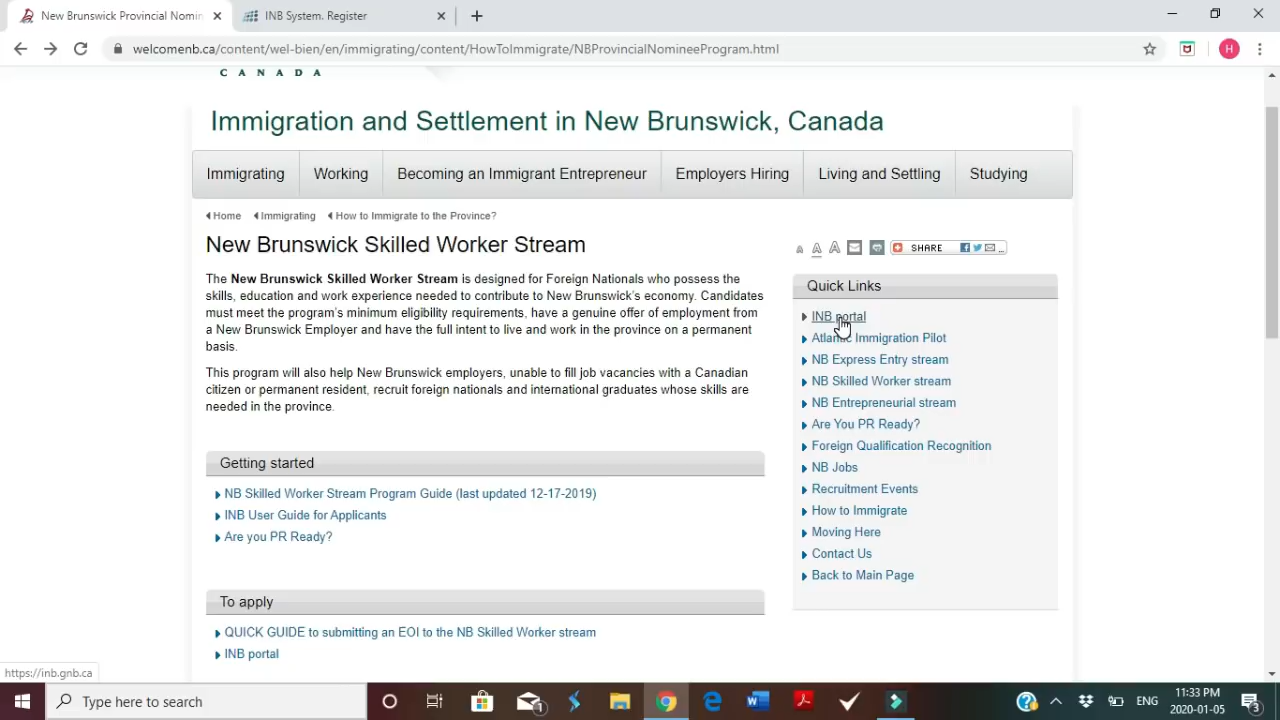 New Brunswick Provincial Nomin
INB System. Register
welcomenb.ca/content/wel-bien/en/immigrating/content/HowToImmigrate/NBProvincialNomineeProgram.html
H
CANADA
Immigration and Settlement in New Brunswick, Canada
Immigrating
Working
Becoming an Immigrant Entrepreneur
Employers Hiring
Living and Settling
Studying
Home
Immigrating
How to Immigrate to the Province?
New Brunswick Skilled Worker Stream
A A A
SHARE
The New Brunswick Skilled Worker Stream is designed for Foreign Nationals who possess the
skills, education and work experience needed to contribute to New Brunswick's economy. Candidates
must meet the program's minimum eligibility requirements, have a genuine offer of employment from
a New Brunswick Employer and have the full intent to live and work in the province on a permanent
basis.
This program will also help New Brunswick employers, unable to fill job vacancies with a Canadian
citizen or permanent resident, recruit foreign nationals and international graduates whose skills are
needed in the province.
Getting started
NB Skilled Worker Stream Program Guide (last updated 12-17-2019)
INB User Guide for Applicants
Are you PR Ready?
To apply
QUICK GUIDE to submitting an EOI to the NB Skilled Worker stream
INB portal
Quick Links
INB portal
Atlantic Immigration Pilot
NB Express Entry stream
NB Skilled Worker stream
NB Entrepreneurial stream
Are You PR Ready?
Foreign Qualification Recognition
NB Jobs
Recruitment Events
How to Immigrate
Moving Here
Contact Us
Back to Main Page
https://inb.gnb.ca
Type here to search
1
ENG
11:33 PM
2020-01-05
3